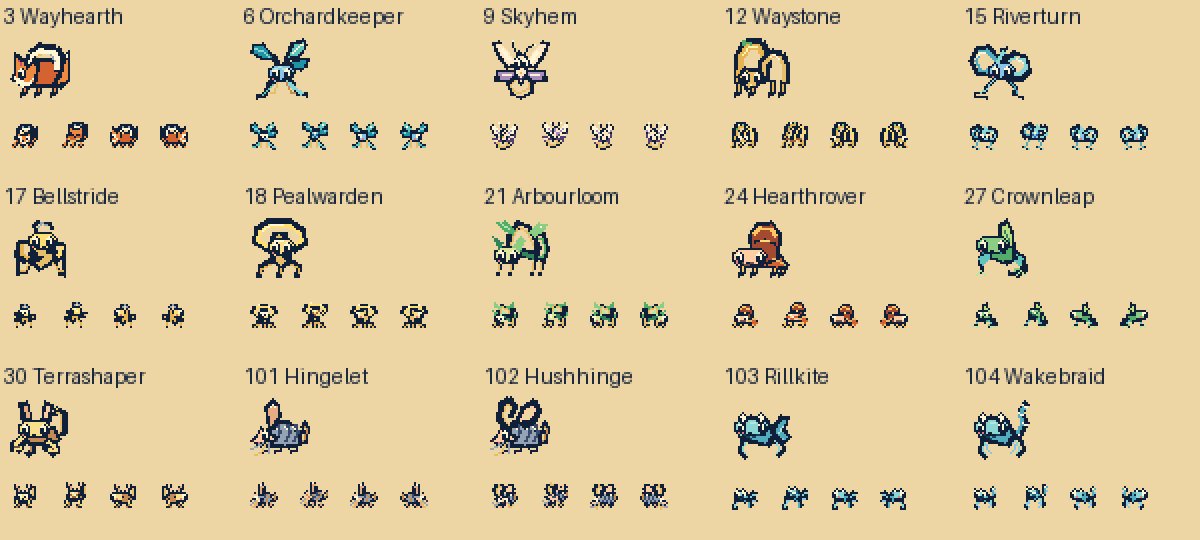 3 Wayhearth
6 Orchardkeeper
9 Skyhem
12 Waystone
15 Riverturn
17 Bellstride
18 Pealwarden
21 Arbourloom
24 Hearthrover
27 Crownleap
30 Terrashaper
101 Hingelet
102 Hushhinge
103 Rillkite
104 Wakebraid